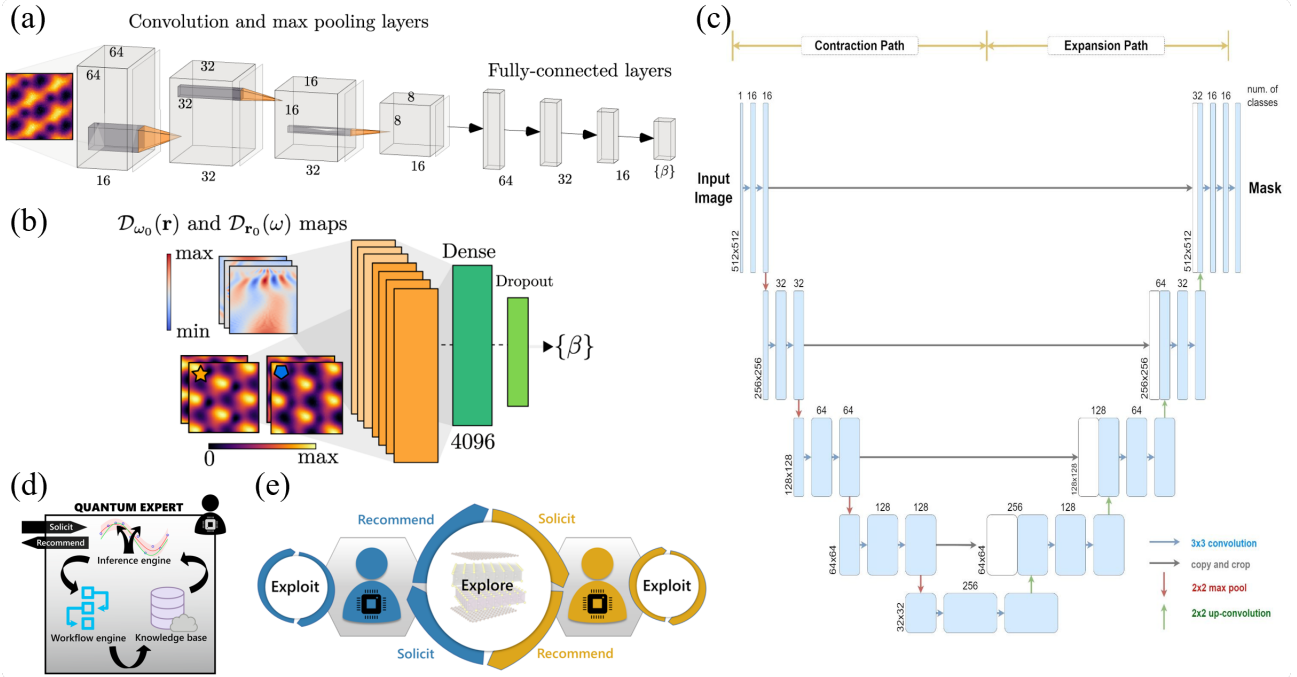 (a)
Convolution and max pooling layers
64
64
16
32
32
32
16
16
32
8
8
16
Fully-connected layers
64
32
16
{β}
(b)
𝒟ω₀(r) and 𝒟r₀(ω) maps
max
min
0
max
Dense
4096
Dropout
{β}
(c)
Contraction Path
Expansion Path
1 16 16
32 16 16
num. of
classes
Input
Image
Mask
512x512
512x512
32 32
64 32
256x256
256x256
64 64
128 64
128x128
128x128
128 128
256 128
64x64
64x64
256
32x32
3x3 convolution
copy and crop
2x2 max pool
2x2 up-convolution
(d)
QUANTUM EXPERT
Solicit
Recommend
Inference engine
Workflow engine
Knowledge base
(e)
Recommend
Solicit
Exploit
Explore
Exploit
Solicit
Recommend